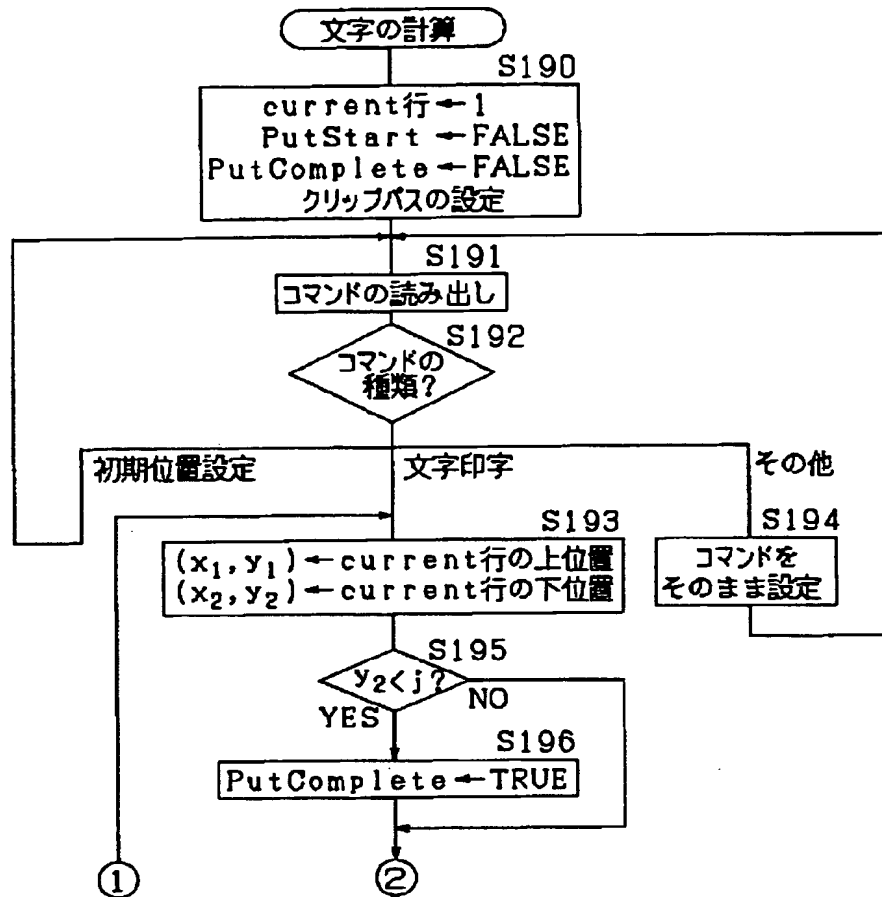 文字の計算
S190
current行←1
PutStart←FALSE
PutComplete←FALSE
クリップパスの設定
S191
コマンドの読み出し
S192
コマンドの
種類?
初期位置設定
文字印字
その他
S193
(x₁,y₁)←current行の上位置
(x₂,y₂)←current行の下位置
S194
コマンドを
そのまま設定
S195
y₂<j?
YES
NO
S196
PutComplete←TRUE
①
②